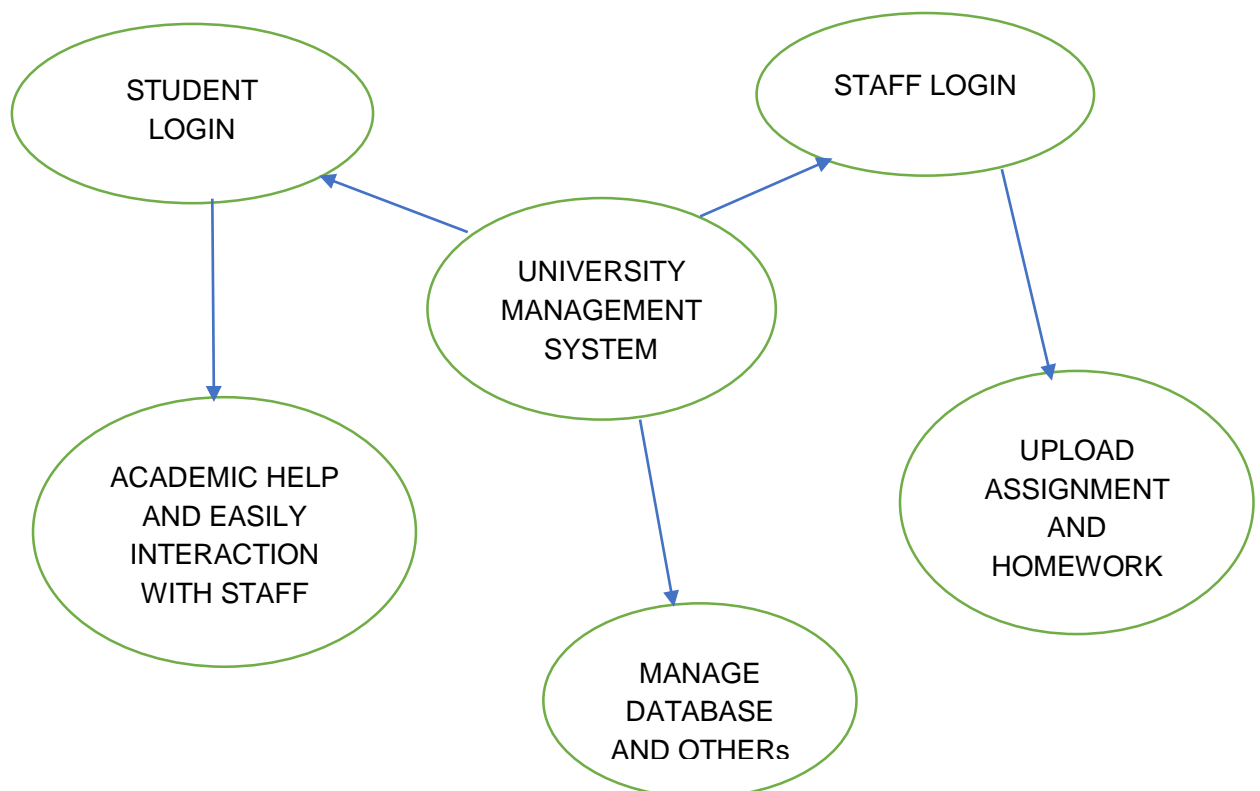 STUDENT
LOGIN
STAFF LOGIN
UNIVERSITY
MANAGEMENT
SYSTEM
ACADEMIC HELP
AND EASILY
INTERACTION
WITH STAFF
UPLOAD
ASSIGNMENT
AND
HOMEWORK
MANAGE
DATABASE
AND OTHERs